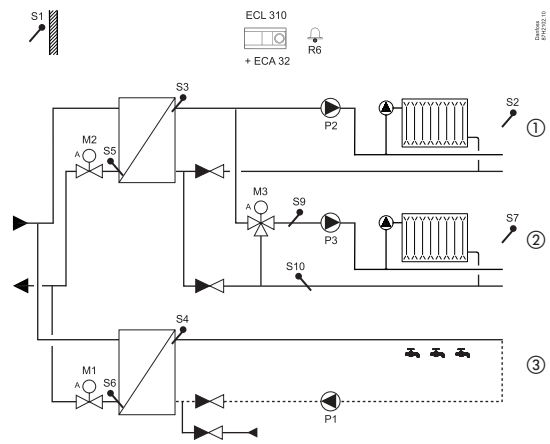 S1
ECL 310
+ ECA 32
R6
Danfoss
87H2102.10
S3
P2
S2
①
M2
A
S5
M3
A
S9
P3
S7
②
S10
S4
③
M1
A
S6
P1